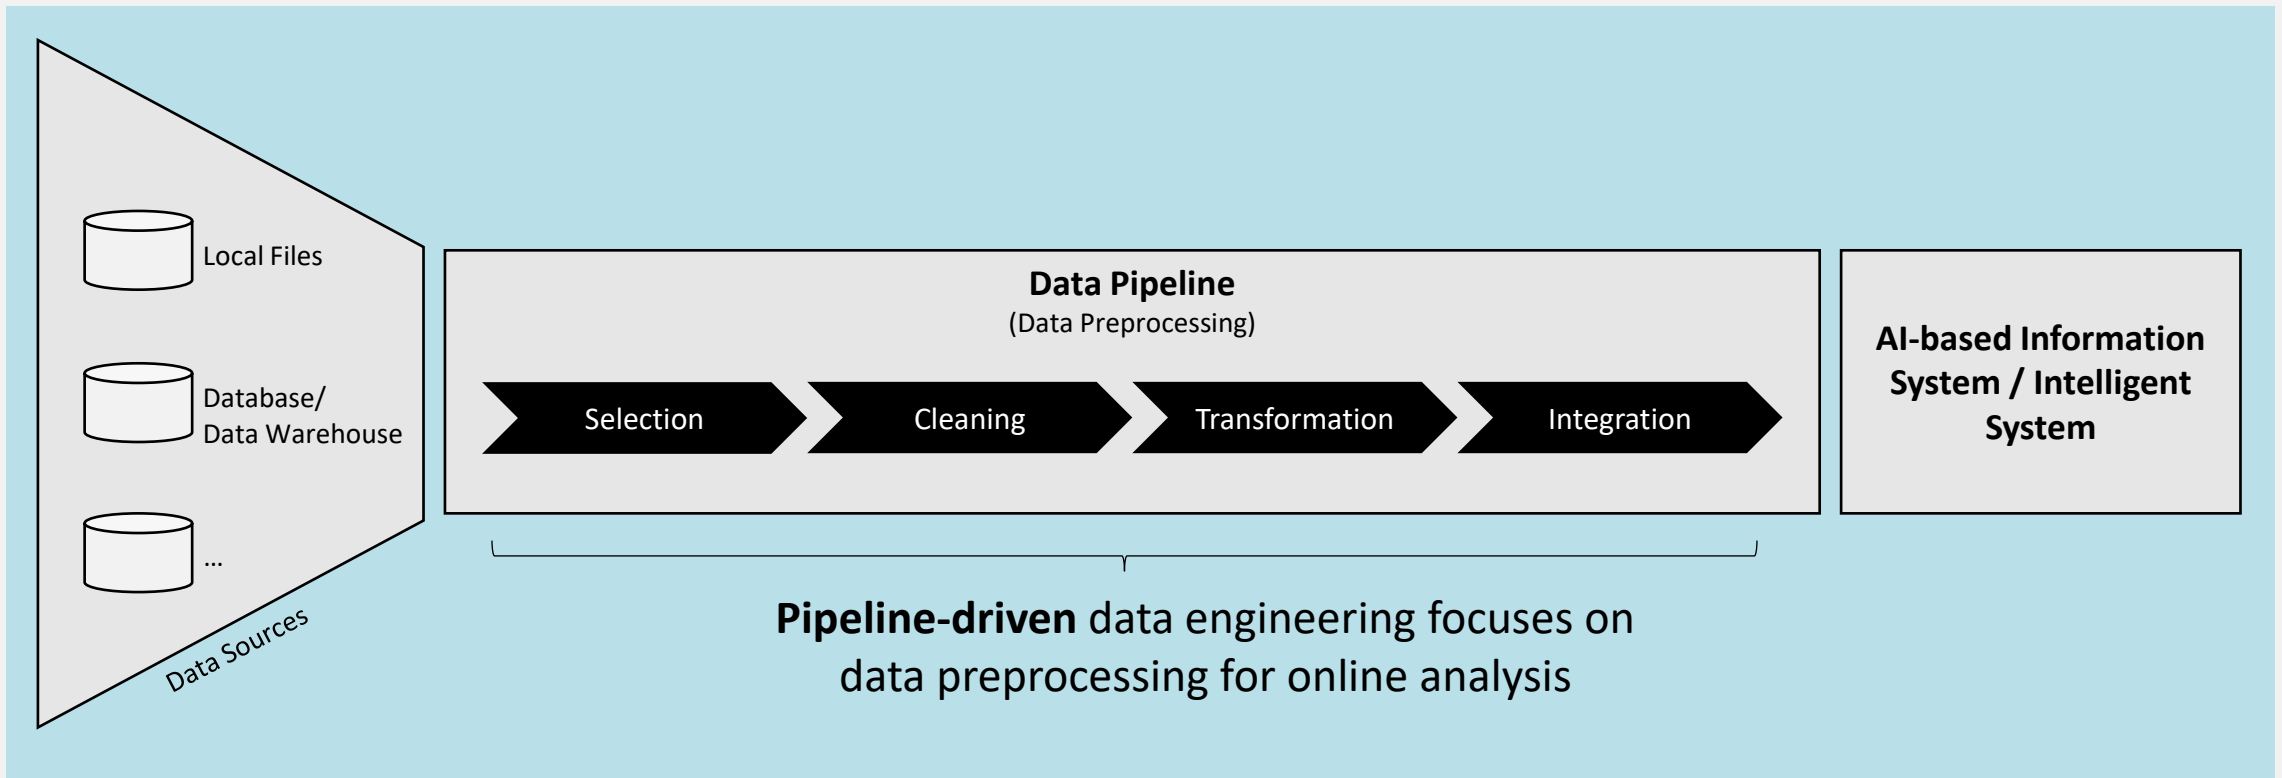 Local Files
Database/
Data Warehouse
...
Data Sources
Data Pipeline
(Data Preprocessing)
Selection
Cleaning
Transformation
Integration
AI-based Information
System / Intelligent
System
Pipeline-driven data engineering focuses on
data preprocessing for online analysis